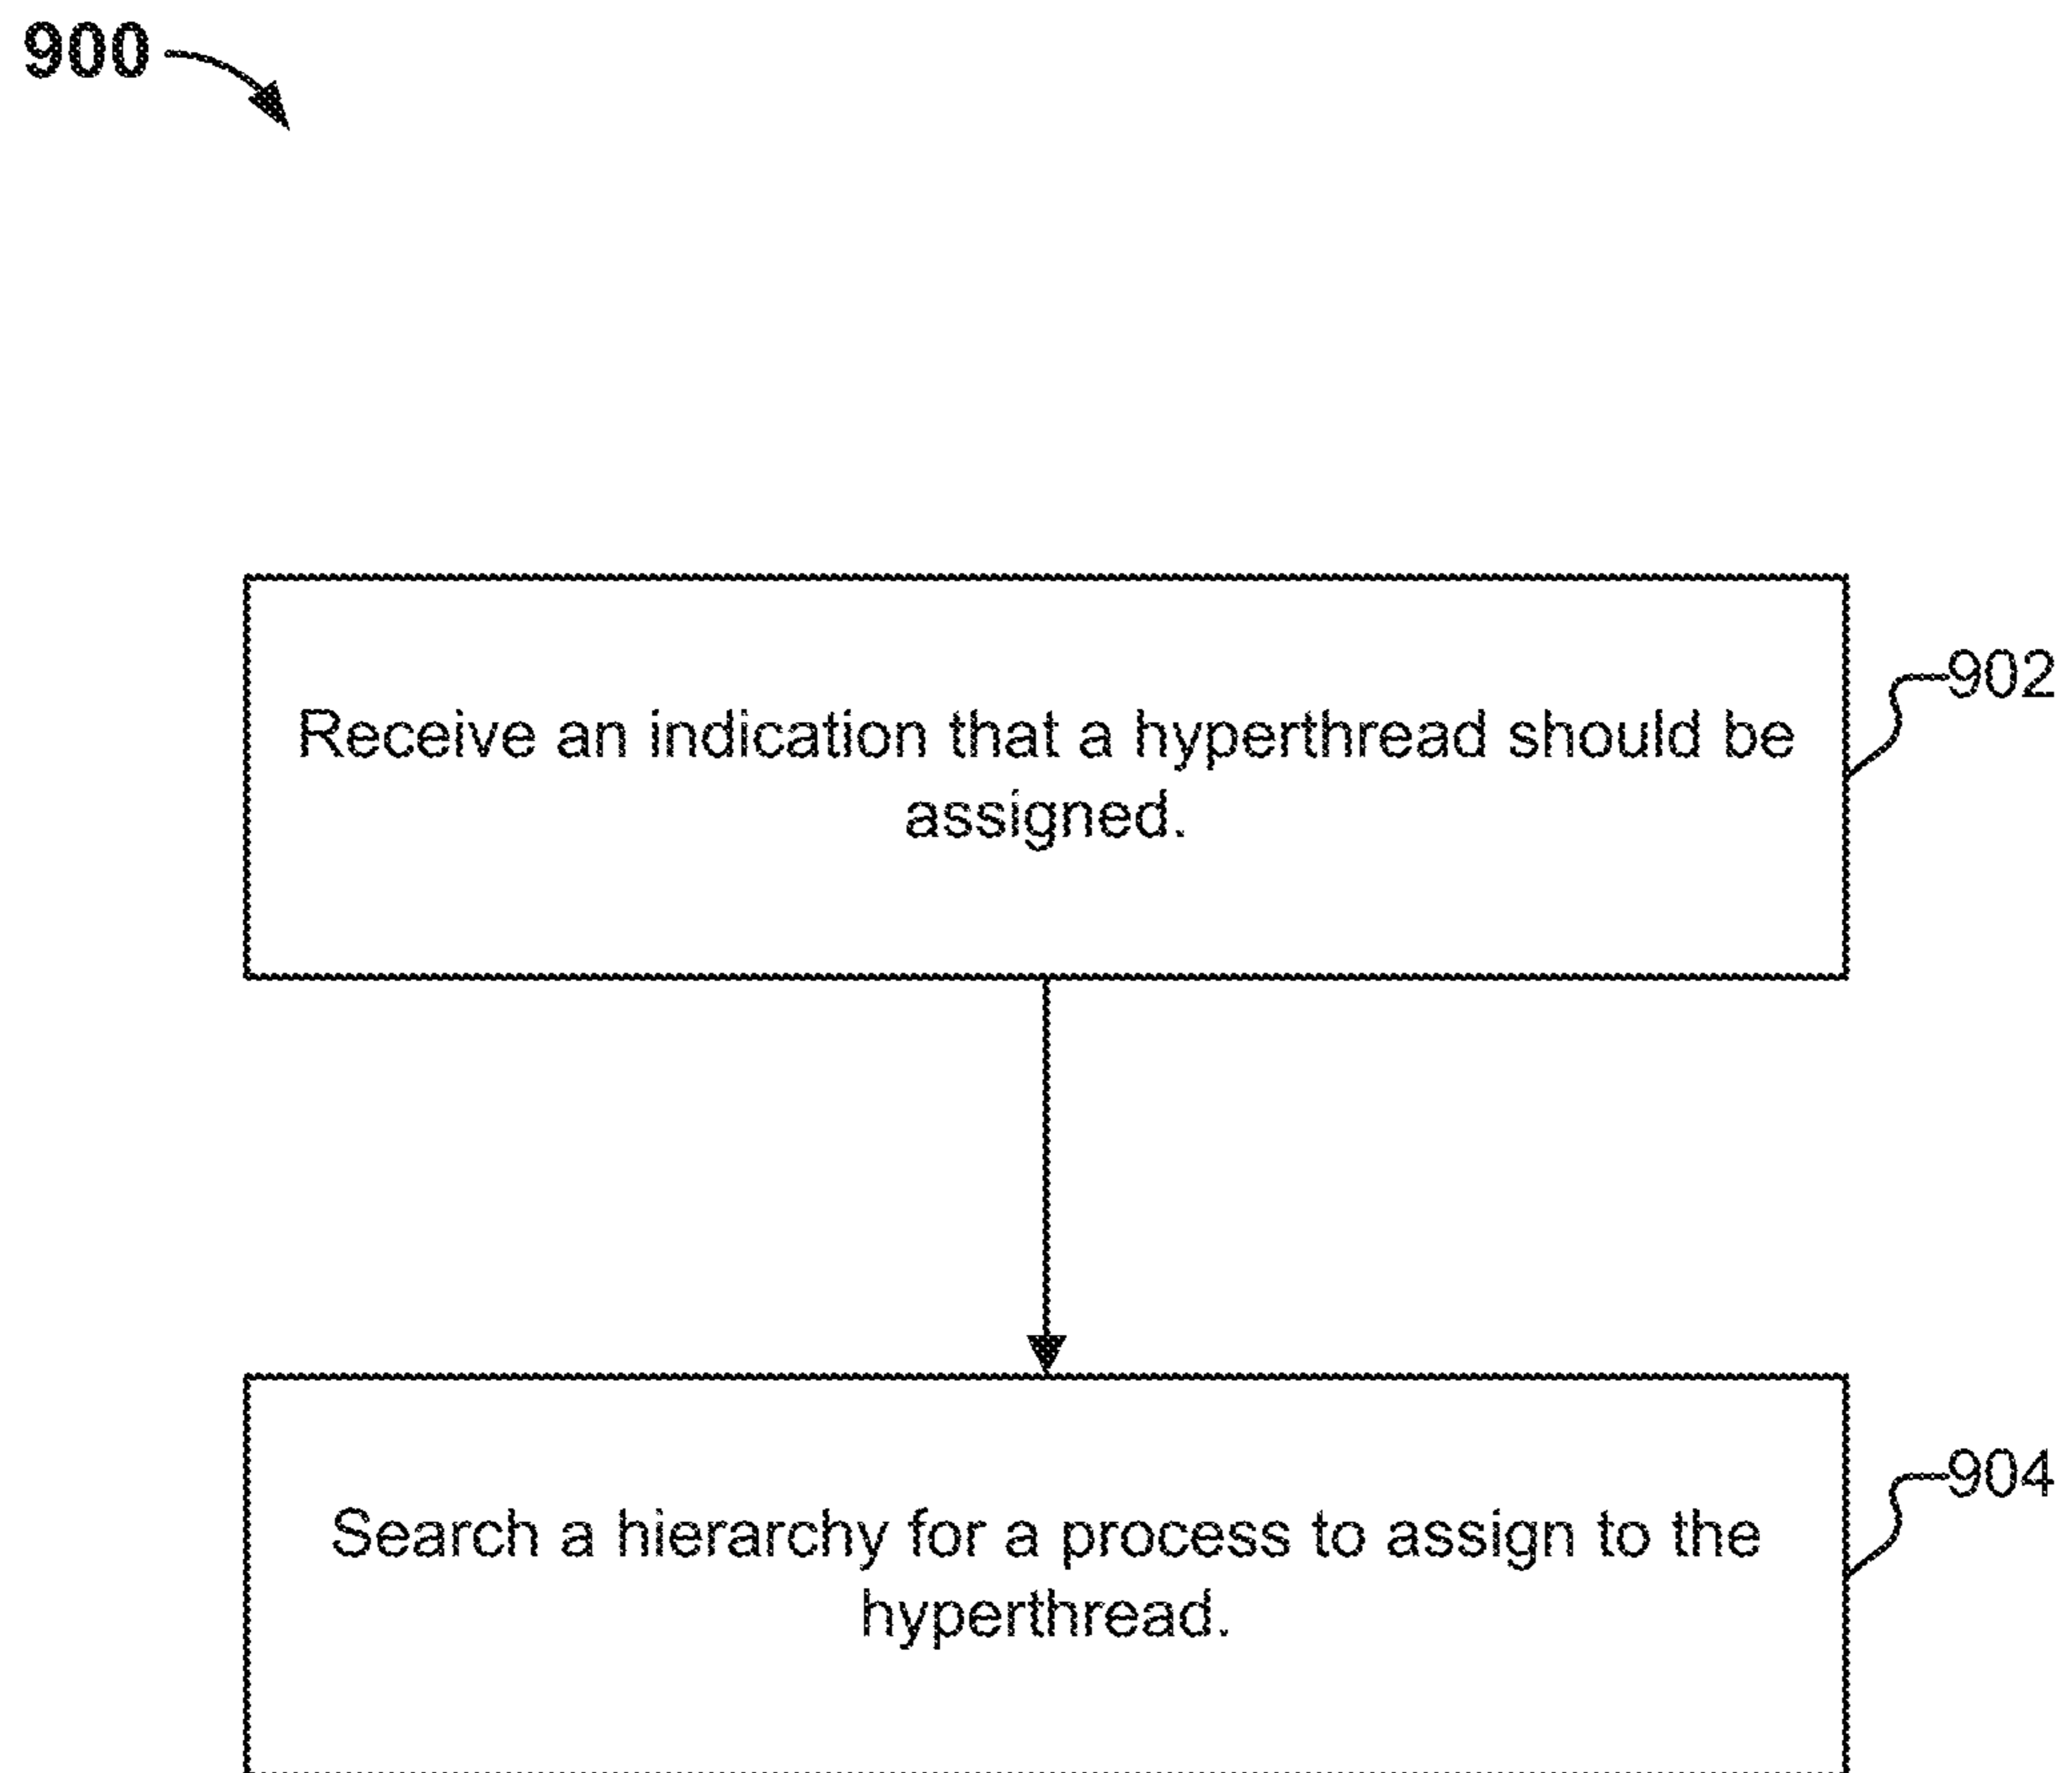 900
Receive an indication that a hyperthread should be
assigned.
902
Search a hierarchy for a process to assign to the
hyperthread.
904